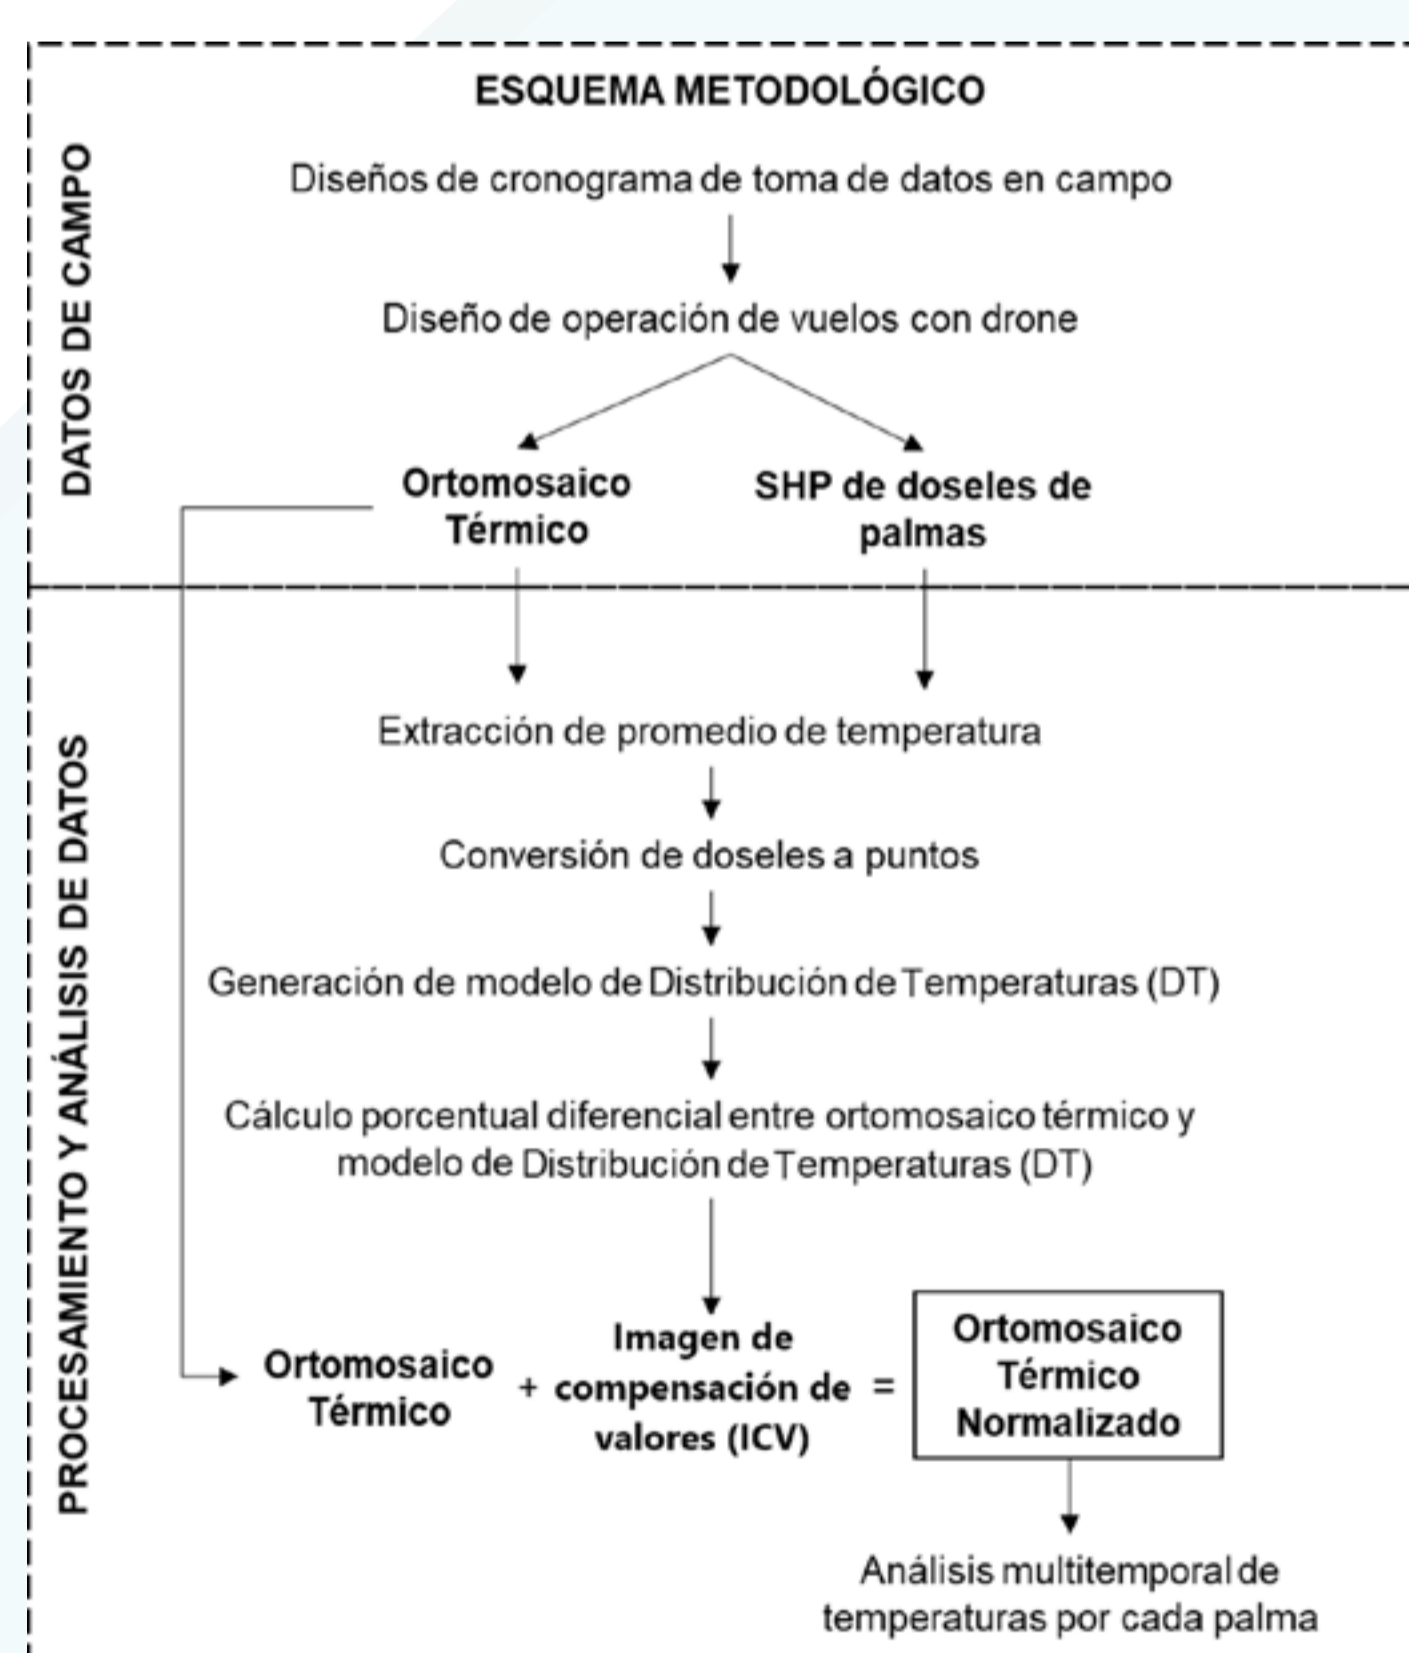 ESQUEMA METODOLÓGICO
DATOS DE CAMPO
Diseños de cronograma de toma de datos en campo
Diseño de operación de vuelos con drone
Ortomosaico
Térmico
SHP de doseles de
palmas
PROCESAMIENTO Y ANÁLISIS DE DATOS
Extracción de promedio de temperatura
Conversión de doseles a puntos
Generación de modelo de Distribución de Temperaturas (DT)
Cálculo porcentual diferencial entre ortomosaico térmico y
modelo de Distribución de Temperaturas (DT)
Ortomosaico
Térmico
+
Imagen de
compensación de
valores (ICV)
=
Ortomosaico
Térmico
Normalizado
Análisis multitemporal de
temperaturas por cada palma